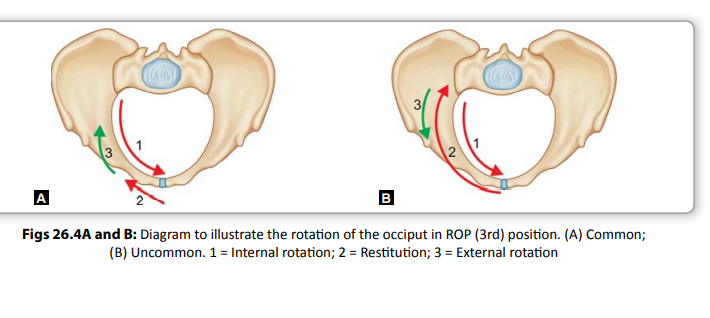 1
3
2
A
3
1
2
B
Figs 26.4A and B: Diagram to illustrate the rotation of the occiput in ROP (3rd) position. (A) Common;
(B) Uncommon. 1 = Internal rotation; 2 = Restitution; 3 = External rotation